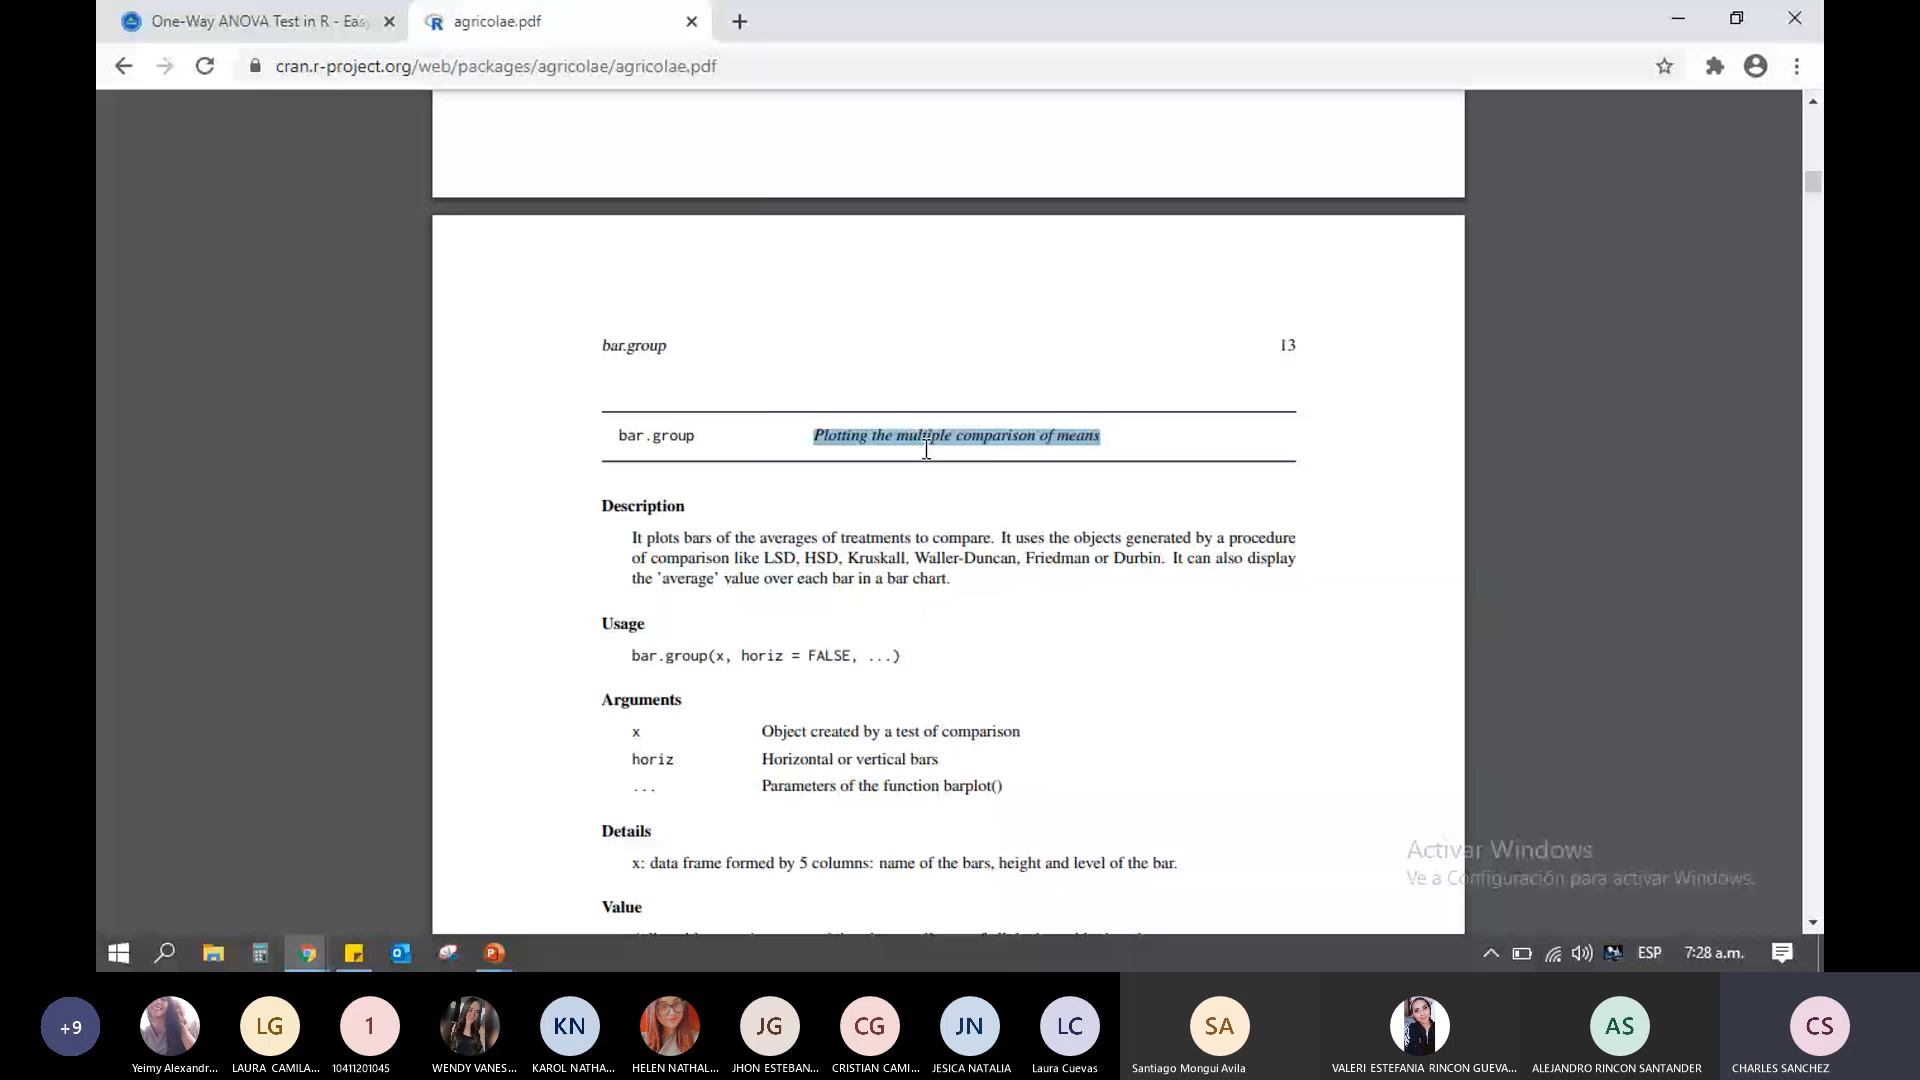 One-Way ANOVA Test in R - Eas
agricolae.pdf
cran.r-project.org/web/packages/agricolae/agricolae.pdf
bar.group
13
bar.group
Plotting the multiple comparison of means
Description
It plots bars of the averages of treatments to compare. It uses the objects generated by a procedure
of comparison like LSD, HSD, Kruskall, Waller-Duncan, Friedman or Durbin. It can also display
the 'average' value over each bar in a bar chart.
Usage
bar.group(x, horiz = FALSE, ...)
Arguments
x Object created by a test of comparison
horiz Horizontal or vertical bars
... Parameters of the function barplot()
Details
x: data frame formed by 5 columns: name of the bars, height and level of the bar.
Value
Activar Windows
Ve a Configuración para activar Windows.
ESP
7:28 a.m.
+9
LG
1
KN
JG
CG
JN
LC
SA
AS
CS
Yeimy Alexandr...
LAURA CAMILA...
10411201045
WENDY VANES...
KAROL NATHA...
HELEN NATHAL...
JHON ESTEBAN...
CRISTIAN CAMI...
JESICA NATALIA
Laura Cuevas
Santiago Mongui Avila
VALERI ESTEFANIA RINCON GUEVA...
ALEJANDRO RINCON SANTANDER
CHARLES SANCHEZ